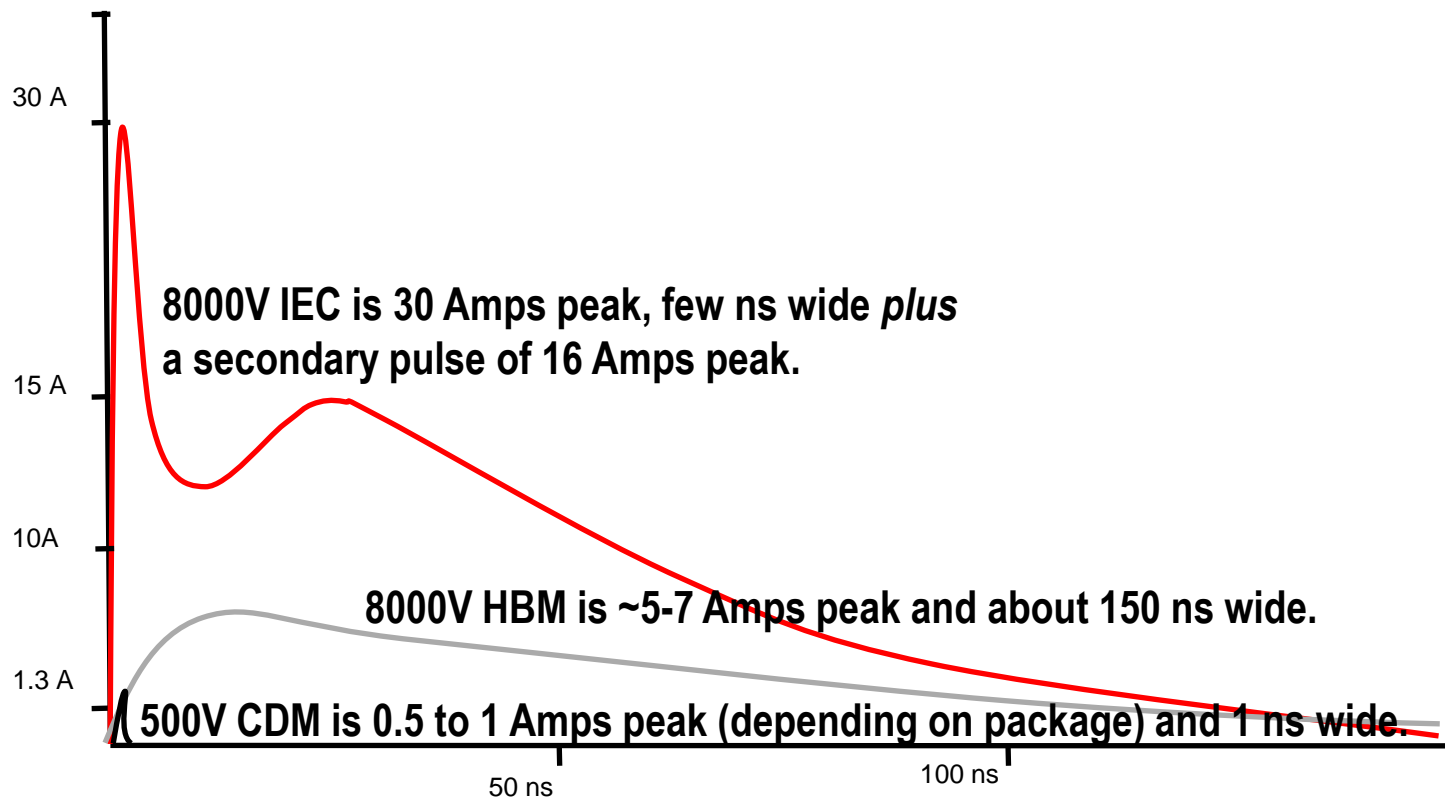 30 A
8000V IEC is 30 Amps peak, few ns wide plus
a secondary pulse of 16 Amps peak.
15 A
10A
8000V HBM is ~5-7 Amps peak and about 150 ns wide.
1.3 A
500V CDM is 0.5 to 1 Amps peak (depending on package) and 1 ns wide.
50 ns
100 ns